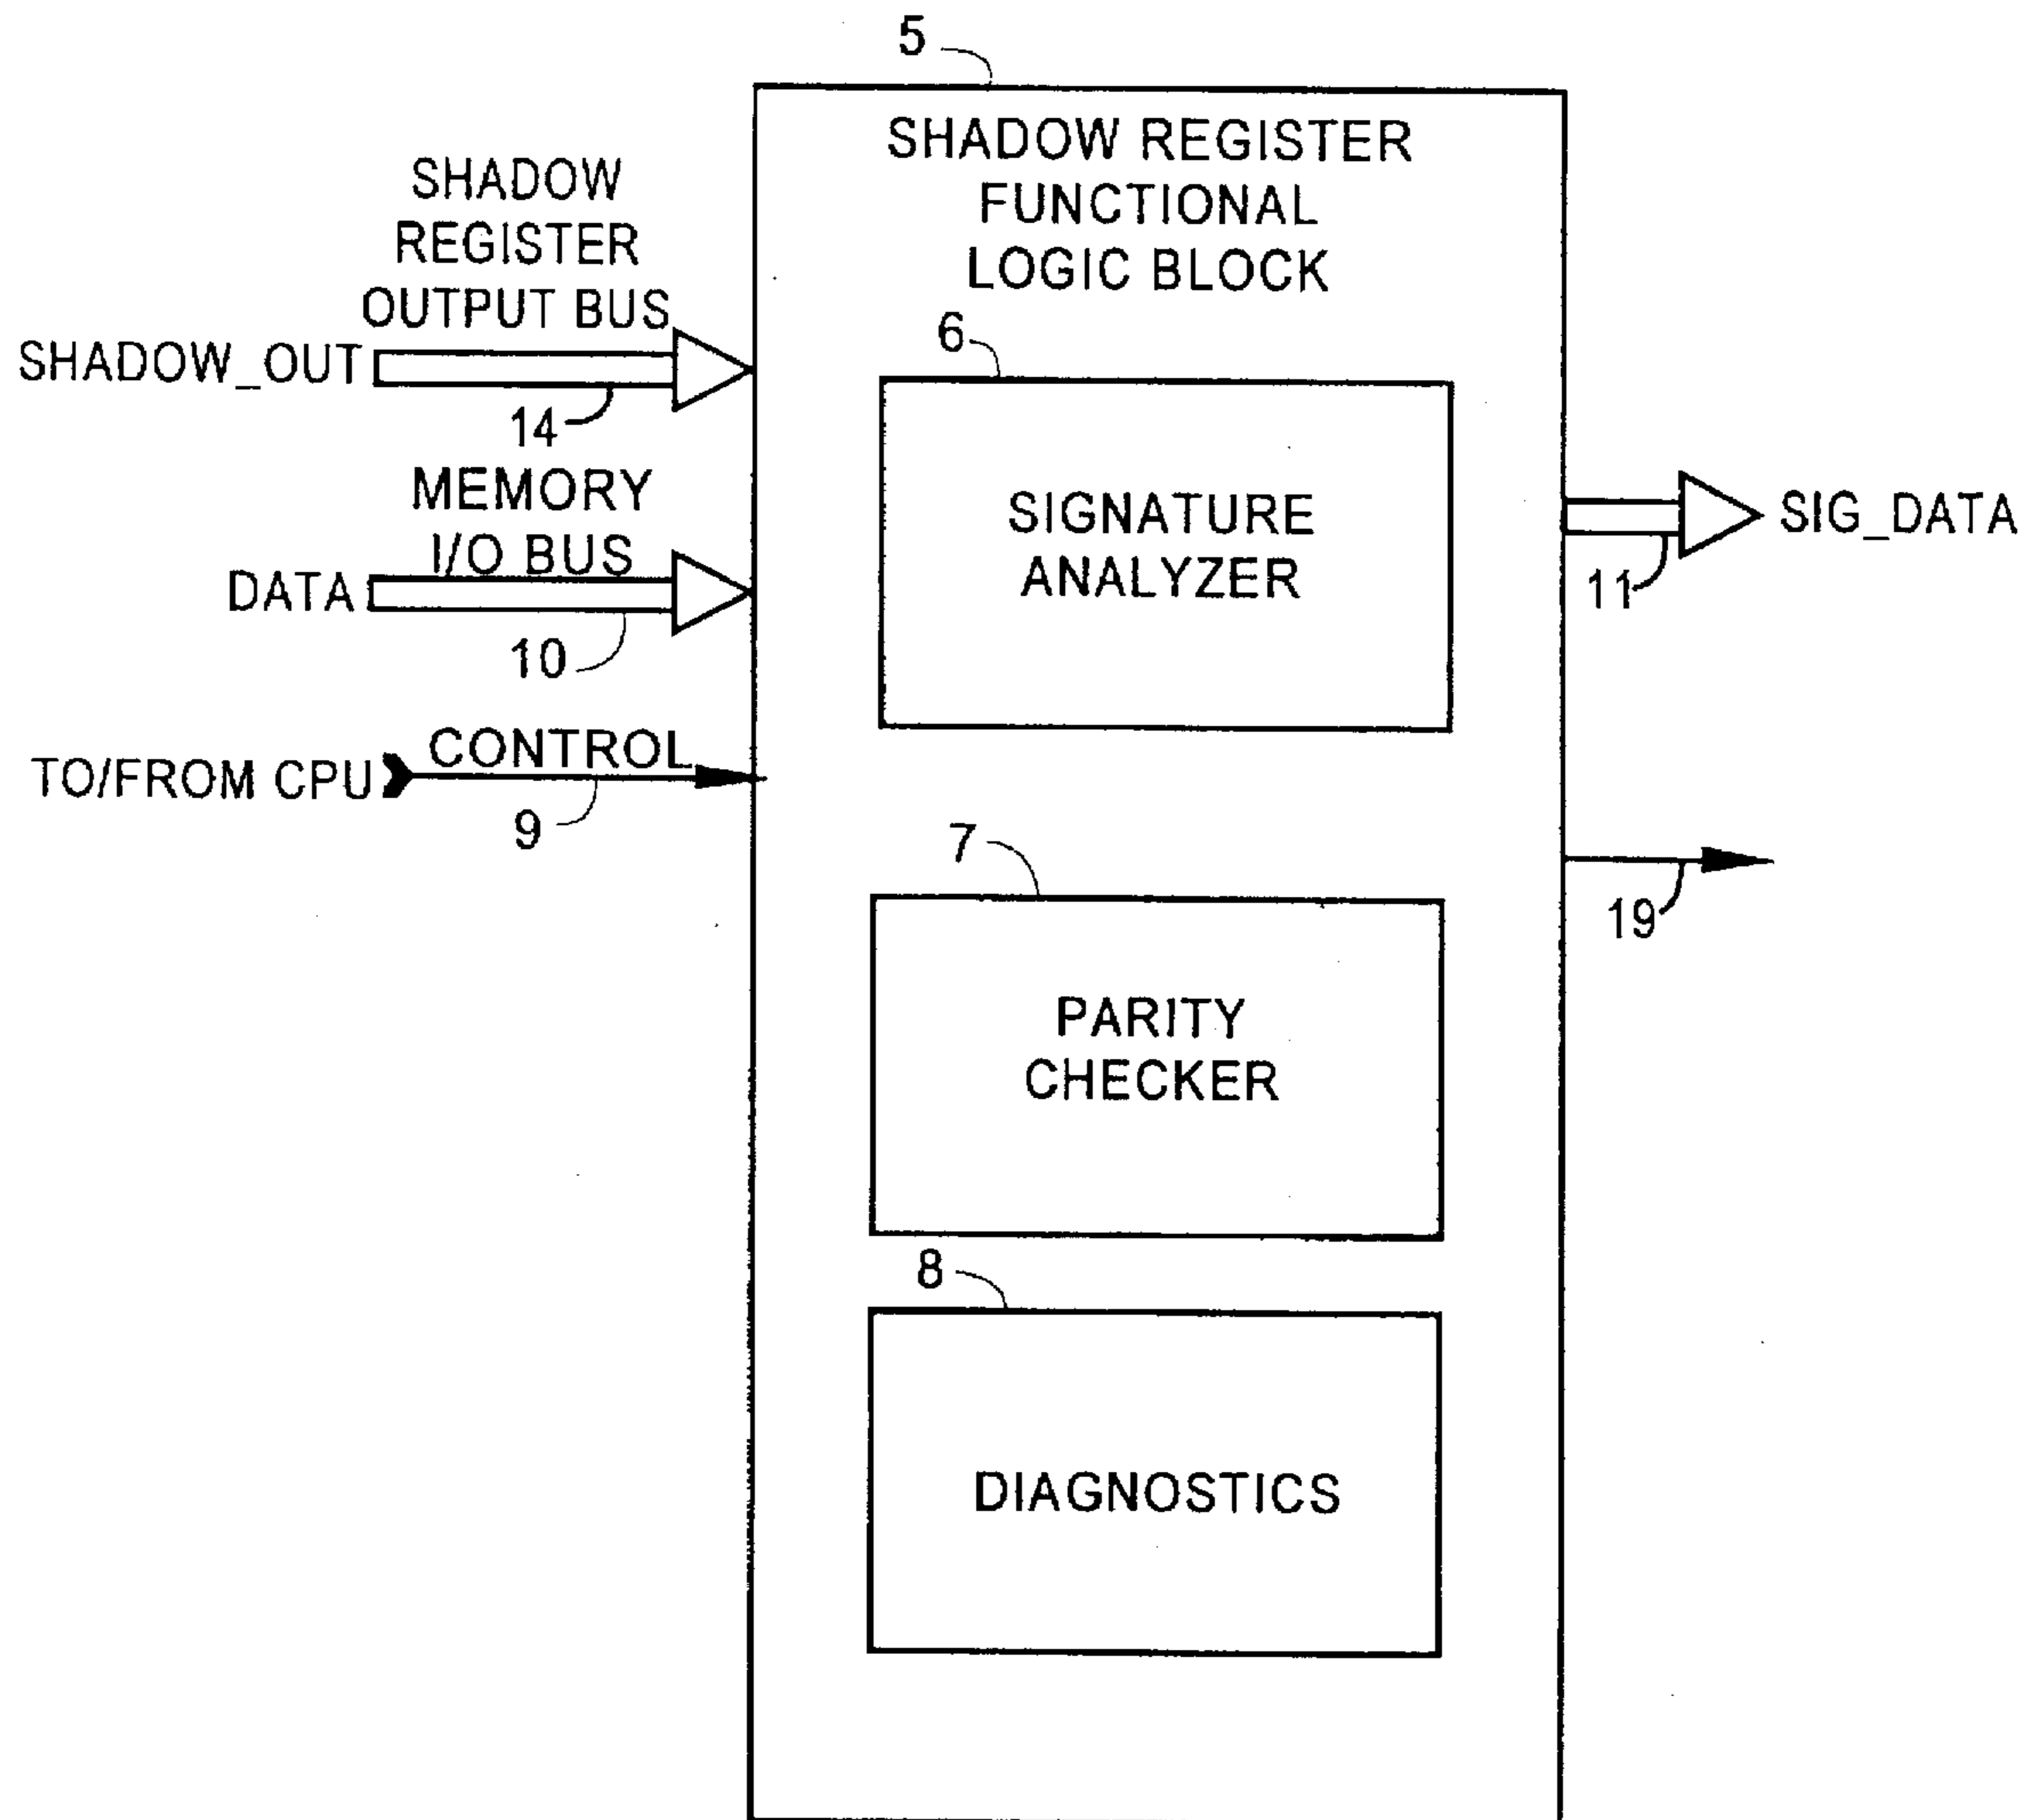 5
SHADOW REGISTER
FUNCTIONAL
LOGIC BLOCK
SHADOW
REGISTER
OUTPUT BUS
SHADOW_OUT
14
MEMORY
I/O BUS
DATA
10
CONTROL
TO/FROM CPU
9
6
SIGNATURE
ANALYZER
SIG_DATA
11
19
7
PARITY
CHECKER
8
DIAGNOSTICS